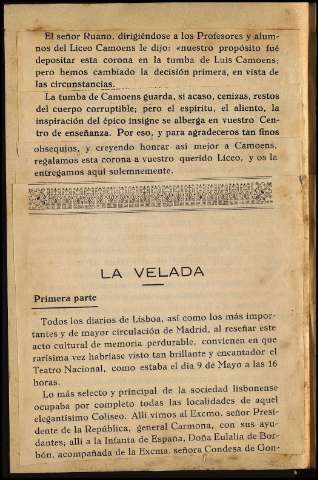 El señor Ruano, dirigiéndose a los Profesores y alum-
nos del Liceo Camoens le dijo: «nuestro propósito fué
depositar esta corona en la tumba de Luis Camoens;
pero hemos cambiado la decisión primera, en vista de
las circunstancias.
La tumba de Camoens guarda, si acaso, cenizas, restos
del cuerpo corruptible; pero el espíritu, el aliento, la
inspiración del épico insigne se alberga en vuestro Cen-
tro de enseñanza. Por eso, y para agradeceros tan finos
obsequios, y creyendo honrar así mejor a Camoens,
regalamos esta corona a vuestro querido Liceo, y os la
entregamos aquí solemnemente.
LA VELADA
Primera parte
Todos los diarios de Lisboa, así como los más impor-
tantes y de mayor circulación de Madrid, al reseñar este
acto cultural de memoria perdurable, convienen en que
rarísima vez habríase visto tan brillante y encantador el
Teatro Nacional, como estaba el día 9 de Mayo a las 16
horas.
Lo más selecto y principal de la sociedad lisbonense
ocupaba por completo todas las localidades de aquel
elegantísimo Coliseo. Allí vimos al Excmo. señor Presi-
dente de la República, general Carmona, con sus ayu-
dantes; allí a la Infanta de España, Doña Eulalia de Bor-
bón, acompañada de la Excma. señora Condesa de Gon-